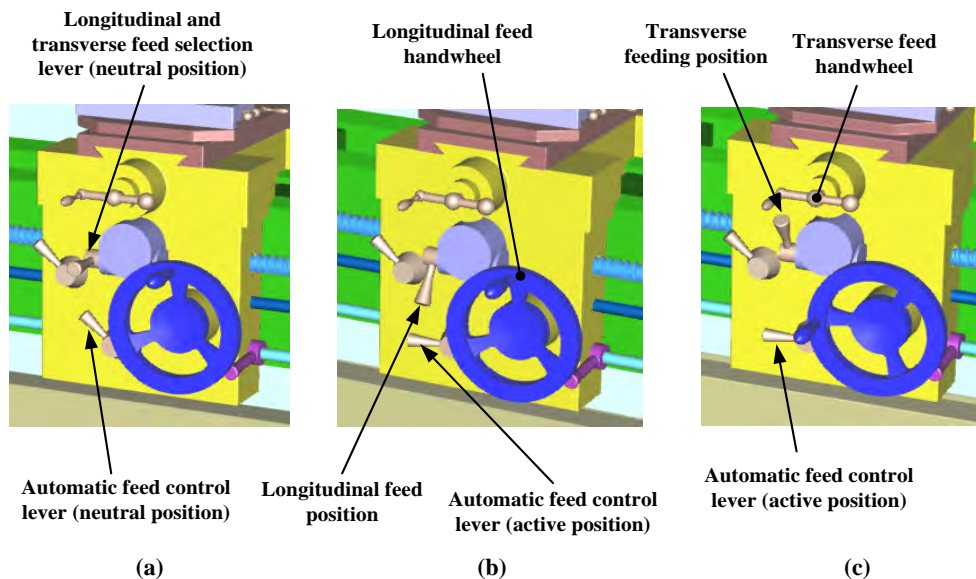 Longitudinal and
transverse feed selection
lever (neutral position)
Longitudinal feed
handwheel
Transverse
feeding position
Transverse feed
handwheel
Automatic feed control
lever (neutral position)
Longitudinal feed
position
Automatic feed control
lever (active position)
Automatic feed control
lever (active position)
(a)
(b)
(c)